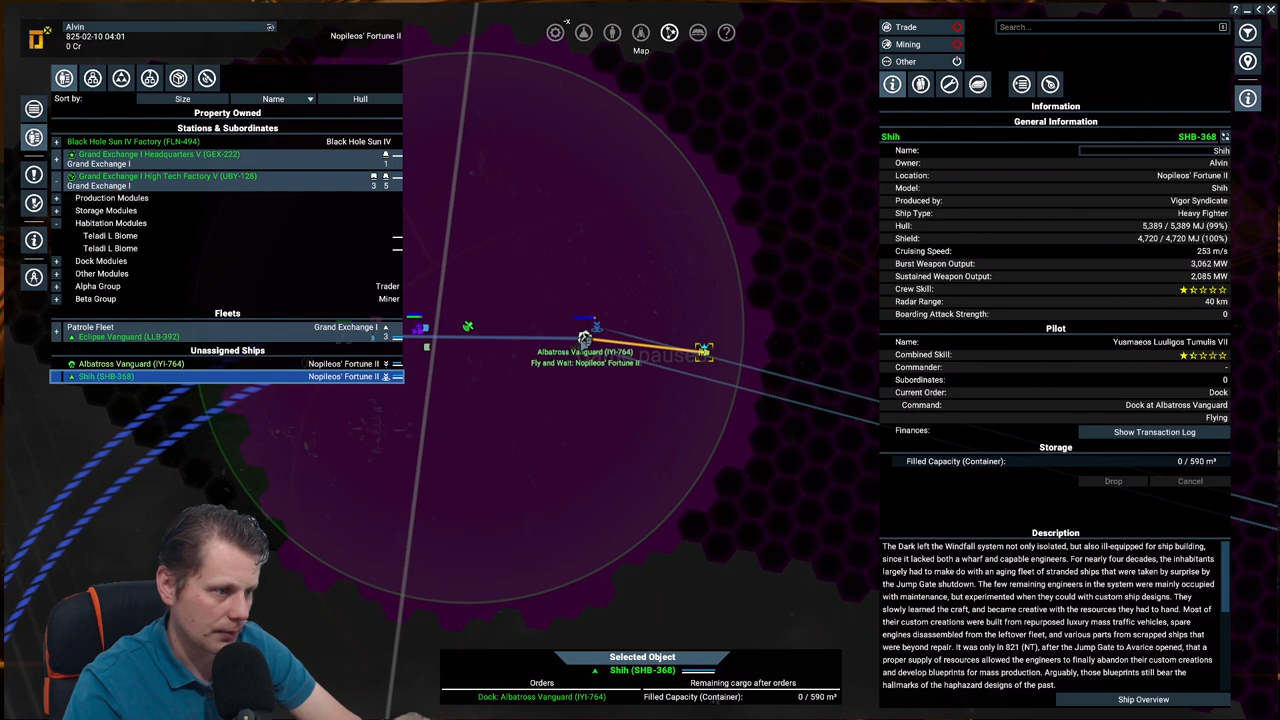 Alvin
825-02-10 04:01
0 Cr
Nopileos' Fortune II
-x
Map
Sort by:
Size
Name
Hull
Property Owned
Stations & Subordinates
Black Hole Sun IV Factory (FLN-494)
Black Hole Sun IV
Grand Exchange I Headquarters V (GEX-222)
Grand Exchange I
1
Grand Exchange I High Tech Factory V (UBY-128)
Grand Exchange I
3 5
Production Modules
Storage Modules
Habitation Modules
Teladi L Biome
Teladi L Biome
Dock Modules
Other Modules
Alpha Group
Trader
Beta Group
Miner
Fleets
Patrole Fleet
Grand Exchange I
Eclipse Vanguard (LLB-392)
3
Unassigned Ships
Albatross Vanguard (IYI-764)
Nopileos' Fortune II
Shih (SHB-368)
Nopileos' Fortune II
Albatross Vanguard (IYI-764)
Fly and Wait: Nopileos' Fortune II
Selected Object
Shih (SHB-368)
Orders
Remaining cargo after orders
Dock: Albatross Vanguard (IYI-764)
Filled Capacity (Container):
0 / 590 m³
Trade
Mining
Other
Search...
Information
General Information
Shih
SHB-368
Name:
Shih
Owner:
Alvin
Location:
Nopileos' Fortune II
Model:
Shih
Produced by:
Vigor Syndicate
Ship Type:
Heavy Fighter
Hull:
5,389 / 5,389 MJ (99%)
Shield:
4,720 / 4,720 MJ (100%)
Cruising Speed:
253 m/s
Burst Weapon Output:
3,062 MW
Sustained Weapon Output:
2,085 MW
Crew Skill:
Radar Range:
40 km
Boarding Attack Strength:
0
Pilot
Name:
Yusmaeos Luuligos Tumulis VII
Combined Skill:
Commander:
-
Subordinates:
0
Current Order:
Dock
Command:
Dock at Albatross Vanguard
Flying
Finances:
Show Transaction Log
Storage
Filled Capacity (Container):
0 / 590 m³
Drop
Cancel
Description
The Dark left the Windfall system not only isolated, but also ill-equipped for ship building,
since it lacked both a wharf and capable engineers. For nearly four decades, the inhabitants
largely had to make do with an aging fleet of stranded ships that were taken by surprise by
the Jump Gate shutdown. The few remaining engineers in the system were mainly occupied
with maintenance, but experimented when they could with custom ship designs. They
slowly learned the craft, and became creative with the resources they had to hand. Most of
their custom creations were built from repurposed luxury mass traffic vehicles, spare
engines disassembled from the leftover fleet, and various parts from scrapped ships that
were beyond repair. It was only in 821 (NT), after the Jump Gate to Avarice opened, that a
proper supply of resources allowed the engineers to finally abandon their custom creations
and develop blueprints for mass production. Arguably, those blueprints still bear the
hallmarks of the haphazard designs of the past.
Ship Overview